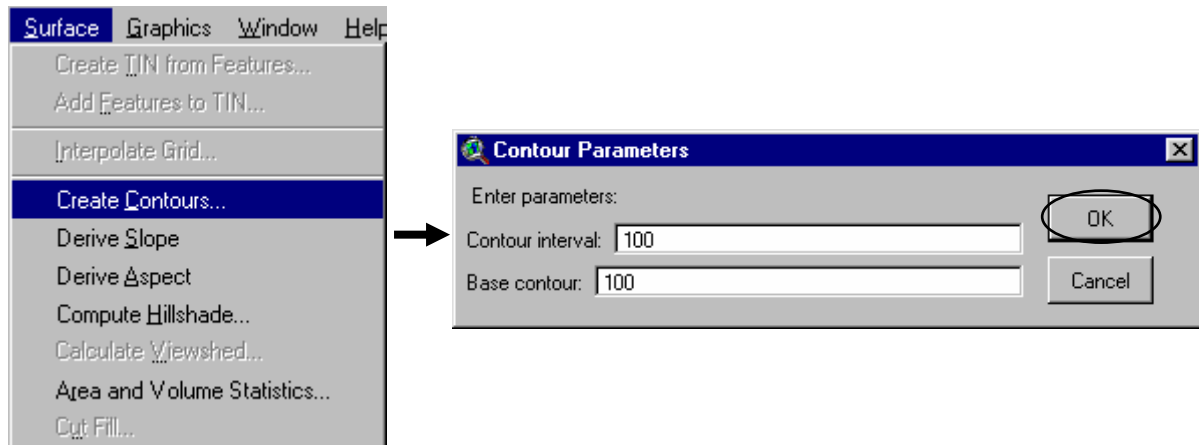 Surface Graphics Window Help
Create TIN from Features...
Add Features to TIN...
Interpolate Grid...
Create Contours...
Derive Slope
Derive Aspect
Compute Hillshade...
Calculate Viewshed...
Area and Volume Statistics...
Cut Fill...
Contour Parameters
Enter parameters:
Contour interval: 100
Base contour: 100
OK
Cancel